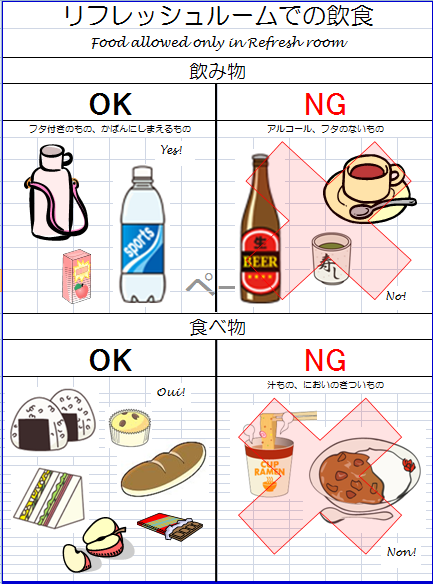 リフレッシュルームでの飲食
Food allowed only in Refresh room
飲み物
OK
NG
フタ付きのもの、かばんにしまえるもの
アルコール、フタのないもの
Yes!
sports
生
BEER
寿し
ペー
No!
食べ物
OK
NG
汁もの、においのきついもの
Oui!
CUP
RAMEN
Non!